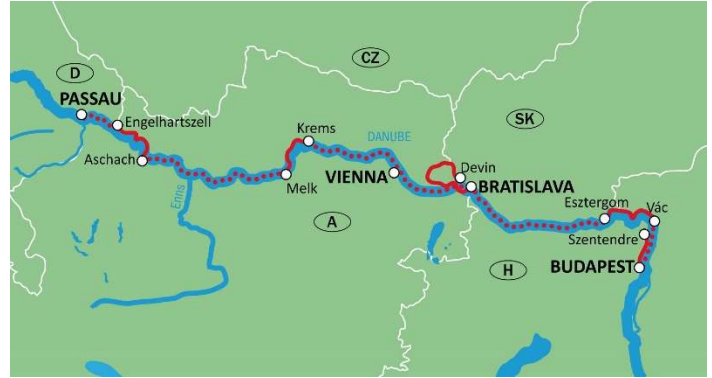 D
CZ
PASSAU
Engelhartszell
Krems
DANUBE
SK
Aschach
Enns
Melk
VIENNA
Devin
BRATISLAVA
Esztergom
Vác
Szentendre
A
H
BUDAPEST